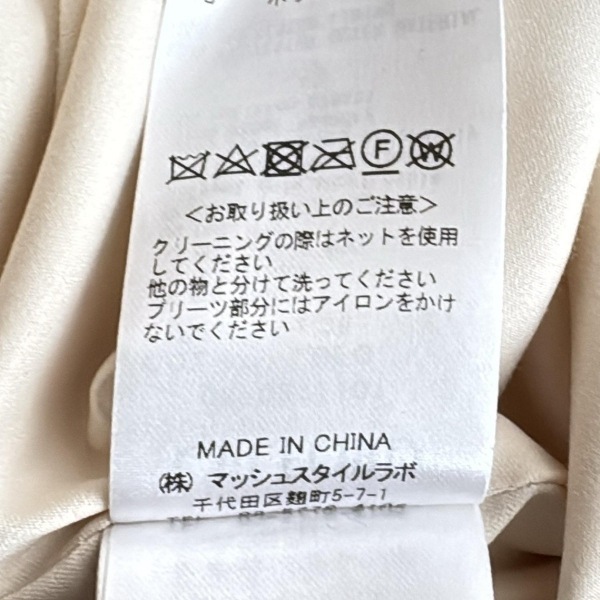 F W
<お取り扱い上のご注意>
クリーニングの際はネットを使用
してください
他の物と分けて洗ってください
プリーツ部分にはアイロンをかけ
ないでください
MADE IN CHINA
(株) マッシュスタイルラボ
千代田区麹町5-7-1